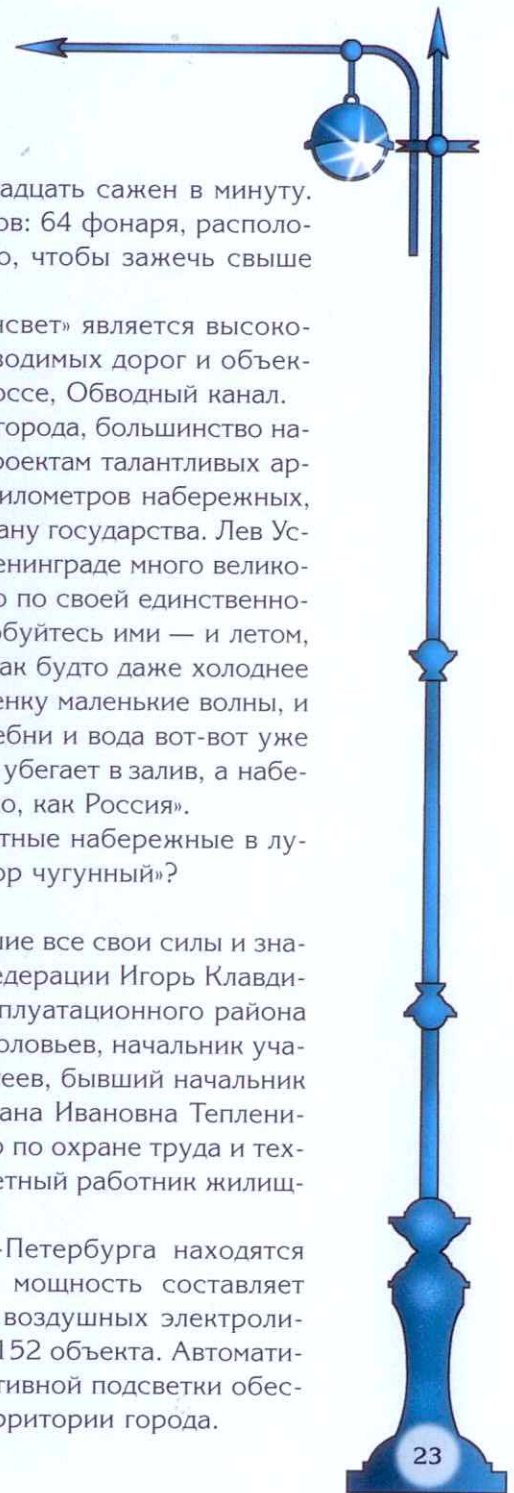 адцать сажен в минуту.
ов: 64 фонаря, располо-
о, чтобы зажечь свыше
нсвет» является высоко-
водимых дорог и объек-
оссе, Обводный канал.
города, большинство на-
роектам талантливых ар-
илометров набережных,
ану государства. Лев Ус-
енинграде много велико-
о по своей единственно-
обуйтесь ими — и летом,
ак будто даже холоднее
енку маленькие волны, и
ебни и вода вот-вот уже
убегает в залив, а набе-
о, как Россия».
тные набережные в лу-
ор чугунный»?
шие все свои силы и зна-
едерации Игорь Клавди-
плуатационного района
оловьев, начальник уча-
геев, бывший начальник
ана Ивановна Теплени-
о по охране труда и тех-
етный работник жилищ-
-Петербурга находятся
мощность составляет
воздушных электроли-
152 объекта. Автомати-
тивной подсветки обес-
рритории города.
23